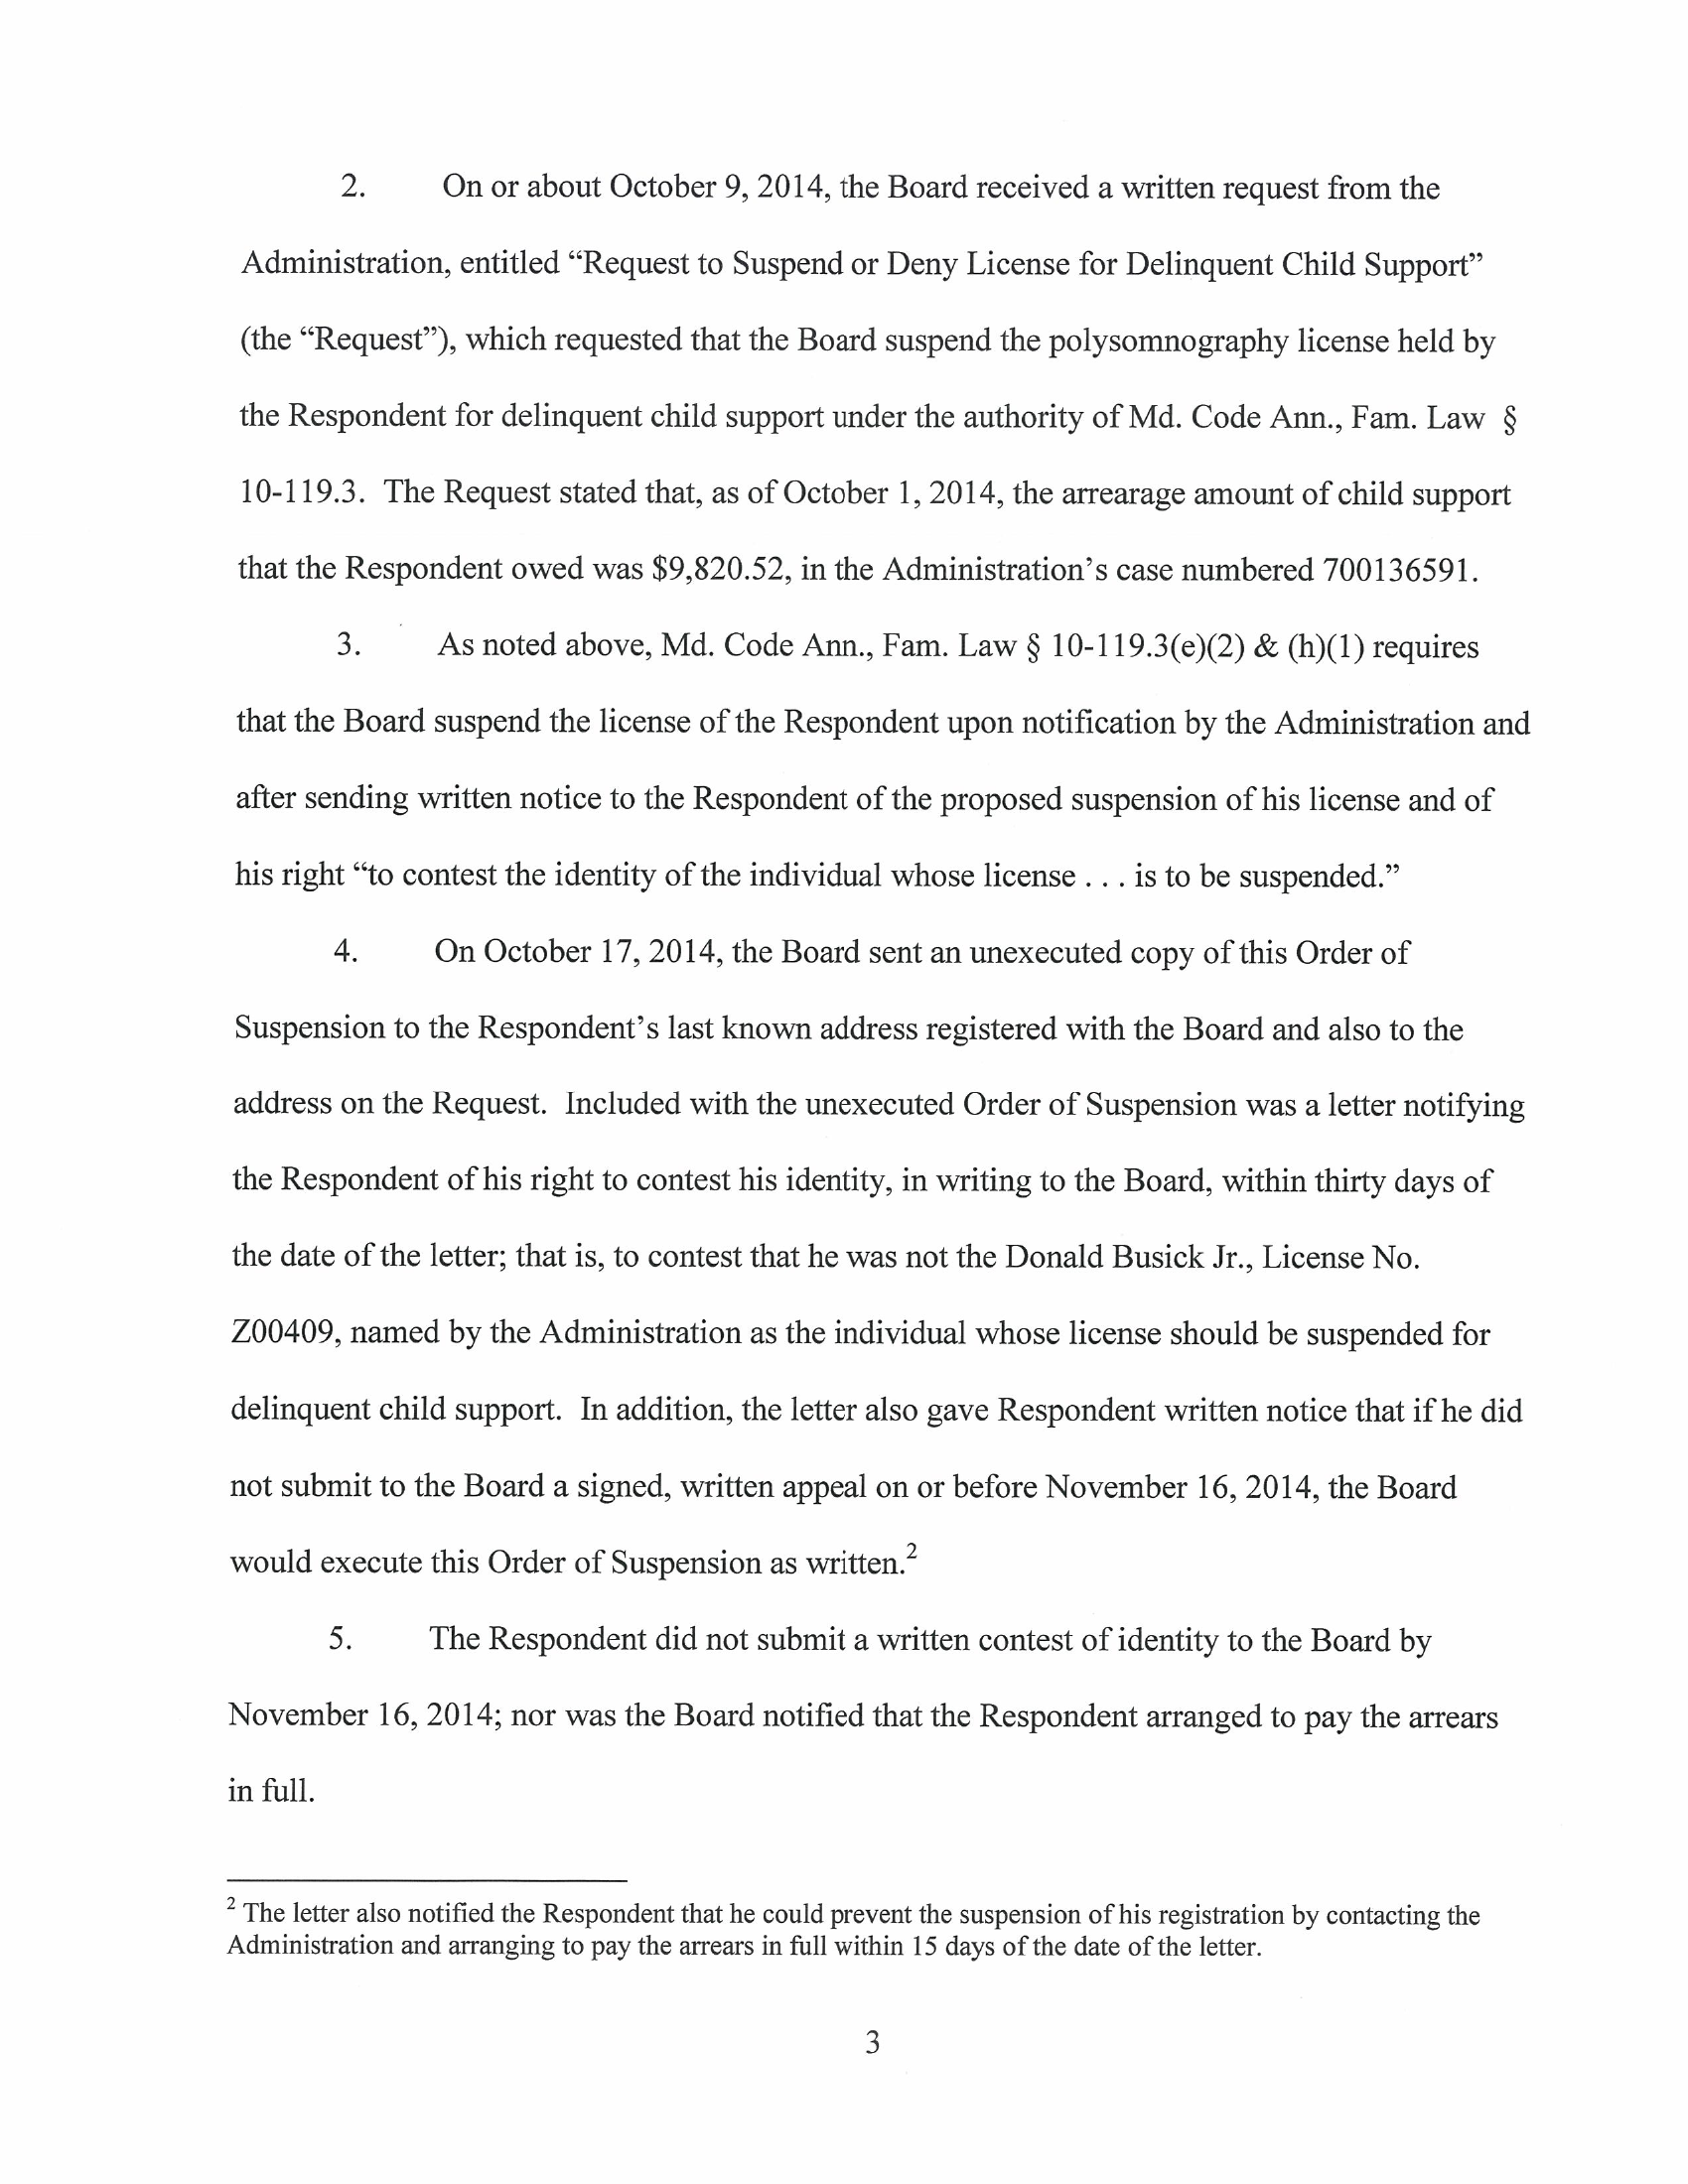 2. On or about October 9, 2014, the Board received a written request from the
Administration, entitled “Request to Suspend or Deny License for Delinquent Child Support”
(the “Request”), which requested that the Board suspend the polysomnography license held by
the Respondent for delinquent child support under the authority of Md. Code Ann., Fam. Law §
10-119.3. The Request stated that, as of October 1, 2014, the arrearage amount of child support
that the Respondent owed was $9,820.52, in the Administration’s case numbered 700136591.
3. As noted above, Md. Code Ann., Fam. Law § 10-119.3(e)(2) & (h)(1) requires
that the Board suspend the license of the Respondent upon notification by the Administration and
after sending written notice to the Respondent of the proposed suspension of his license and of
his right “to contest the identity of the individual whose license . . . is to be suspended.”
4. On October 17, 2014, the Board sent an unexecuted copy of this Order of
Suspension to the Respondent’s last known address registered with the Board and also to the
address on the Request. Included with the unexecuted Order of Suspension was a letter notifying
the Respondent of his right to contest his identity, in writing to the Board, within thirty days of
the date of the letter; that is, to contest that he was not the Donald Busick Jr., License No.
Z00409, named by the Administration as the individual whose license should be suspended for
delinquent child support. In addition, the letter also gave Respondent written notice that if he did
not submit to the Board a signed, written appeal on or before November 16, 2014, the Board
would execute this Order of Suspension as written.²
5. The Respondent did not submit a written contest of identity to the Board by
November 16, 2014; nor was the Board notified that the Respondent arranged to pay the arrears
in full.
² The letter also notified the Respondent that he could prevent the suspension of his registration by contacting the
Administration and arranging to pay the arrears in full within 15 days of the date of the letter.
3